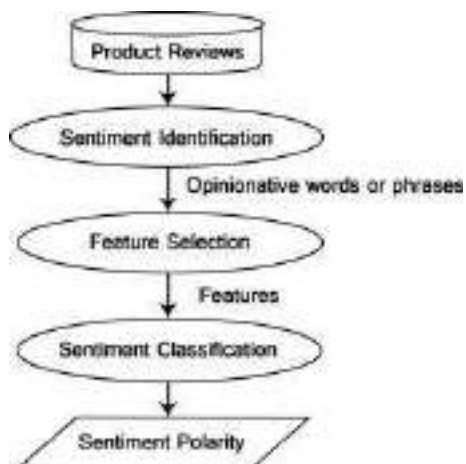 Product Reviews
Sentiment Identification
Opinionative words or phrases
Feature Selection
Features
Sentiment Classification
Sentiment Polarity